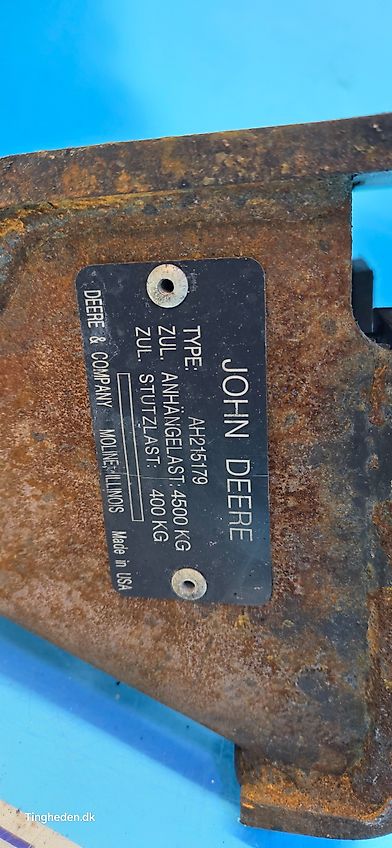 JOHN DEERE
TYPE: AH215179
ZUL. ANHÄNGELAST: 4500 KG
ZUL. STUTZLAST: 400 KG
DEERE & COMPANY MOLINE, ILLINOIS Made in USA
Tingheden.dk